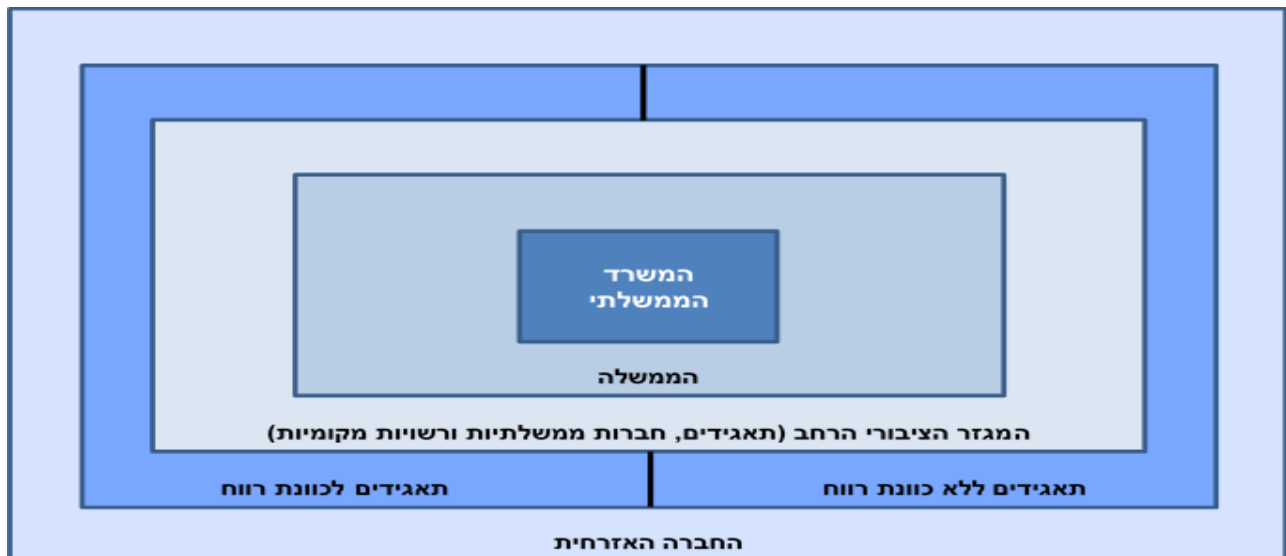 המשרד
הממשלתי
הממשלה
המגזר הציבורי הרחב (תאגידים, חברות ממשלתיות ורשויות מקומיות)
תאגידים ללא כוונת רווח
תאגידים לכוונת רווח
החברה האזרחית